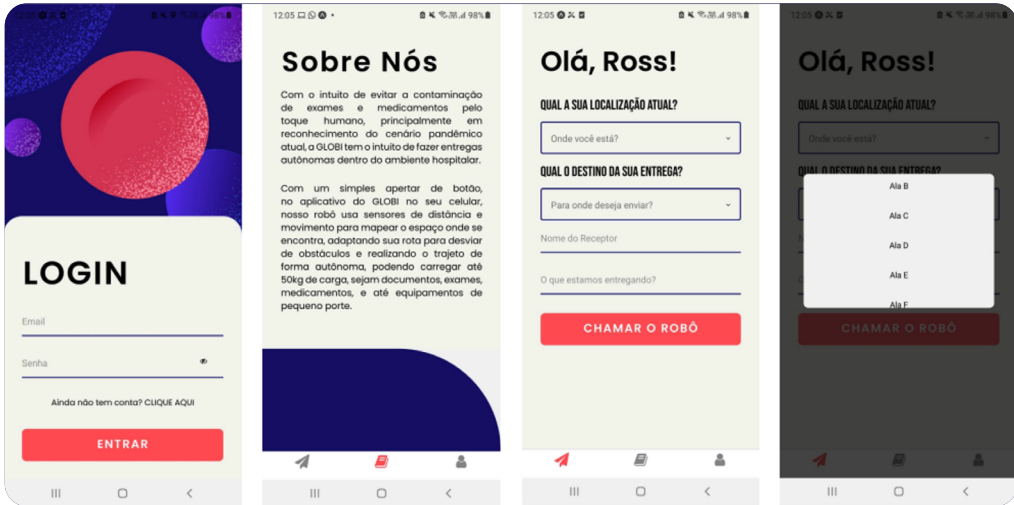 LOGIN
Email
Senha
Ainda não tem conta? CLIQUE AQUI
ENTRAR
12:05
98%
Sobre Nós
Com o intuito de evitar a contaminação
de exames e medicamentos pelo
toque humano, principalmente em
reconhecimento do cenário pandêmico
atual, a GLOBI tem o intuito de fazer entregas
autônomas dentro do ambiente hospitalar.
Com um simples apertar de botão,
no aplicativo do GLOBI no seu celular,
nosso robô usa sensores de distância e
movimento para mapear o espaço onde se
encontra, adaptando sua rota para desviar
de obstáculos e realizando o trajeto de
forma autônoma, podendo carregar até
50kg de carga, sejam documentos, exames,
medicamentos, e até equipamentos de
pequeno porte.
12:05
98%
Olá, Ross!
QUAL A SUA LOCALIZAÇÃO ATUAL?
Onde você está?
QUAL O DESTINO DA SUA ENTREGA?
Para onde deseja enviar?
Nome do Receptor
O que estamos entregando?
CHAMAR O ROBÔ
12:05
98%
Olá, Ross!
QUAL A SUA LOCALIZAÇÃO ATUAL?
Onde você está?
QUAL O DESTINO DA SUA ENTREGA?
Ala B
Ala C
Ala D
Ala E
Ala F
CHAMAR O ROBÔ